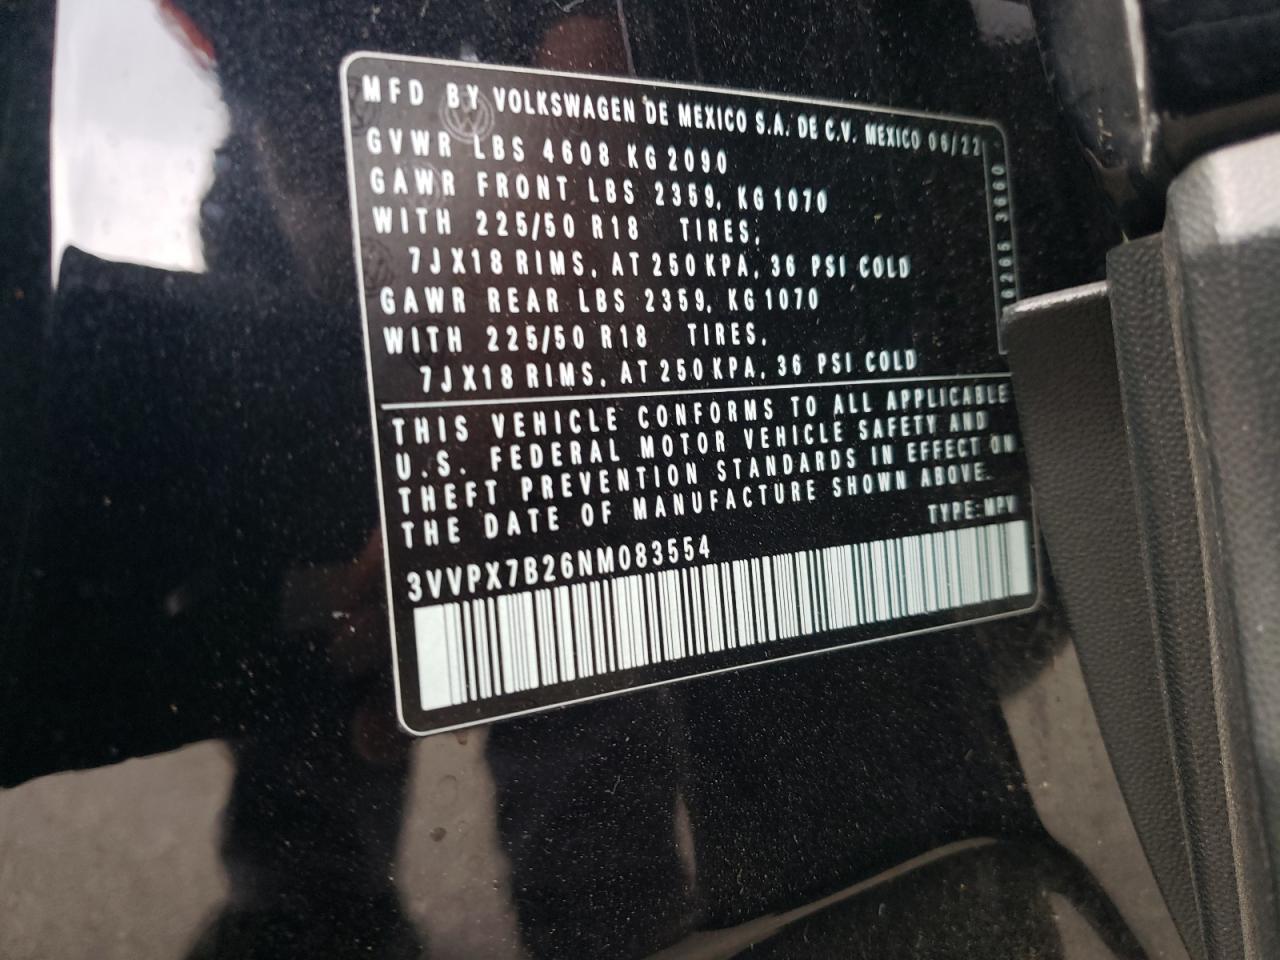 MFD BY VOLKSWAGEN DE MEXICO S.A. DE C.V. MEXICO 06/22
GVWR LBS 4608 KG 2090
GAWR FRONT LBS 2359, KG 1070
WITH 225/50 R18 TIRES,
7JX18 RIMS, AT 250 KPA, 36 PSI COLD
GAWR REAR LBS 2359, KG 1070
WITH 225/50 R18 TIRES,
7JX18 RIMS, AT 250 KPA, 36 PSI COLD
THIS VEHICLE CONFORMS TO ALL APPLICABLE
U.S. FEDERAL MOTOR VEHICLE SAFETY AND
THEFT PREVENTION STANDARDS IN EFFECT ON
THE DATE OF MANUFACTURE SHOWN ABOVE.
TYPE: MPV
3VVPX7B26NM083554